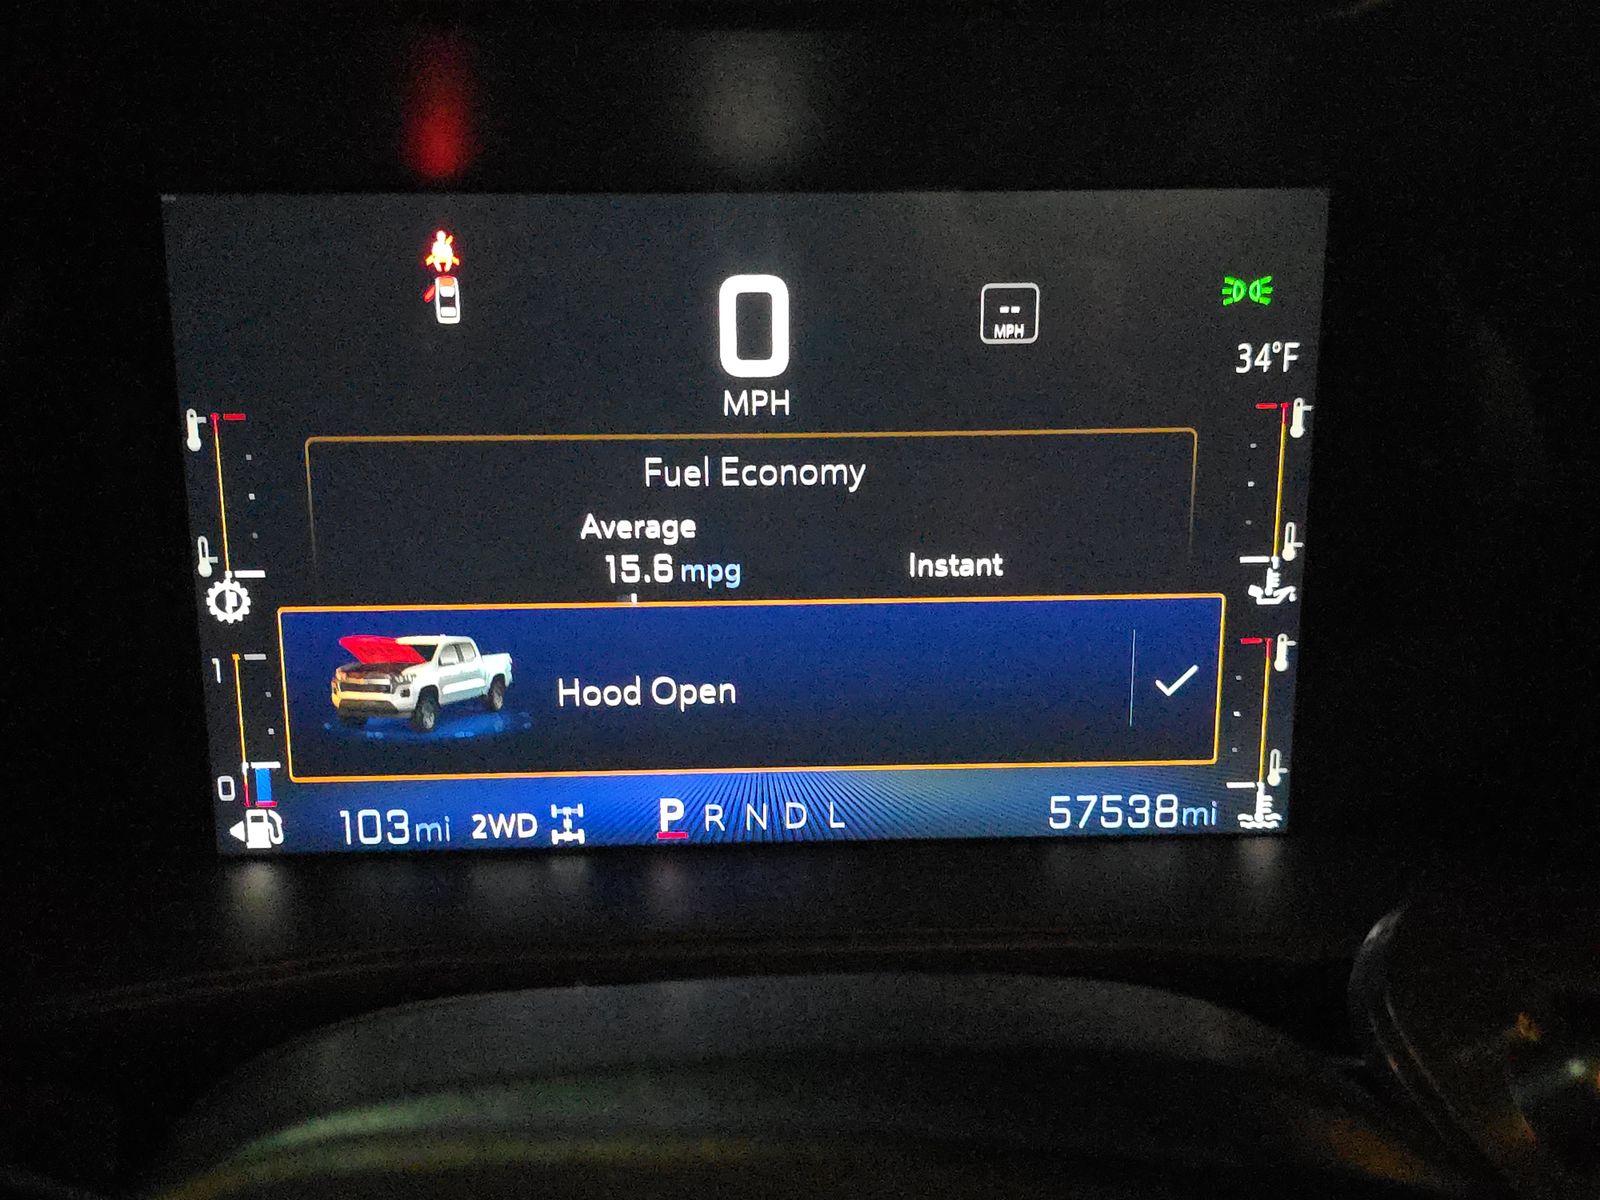 0
MPH
--
MPH
34°F
Fuel Economy
Average
15.6 mpg
Instant
Hood Open
1
0
103mi 2WD P R N D L 57538mi